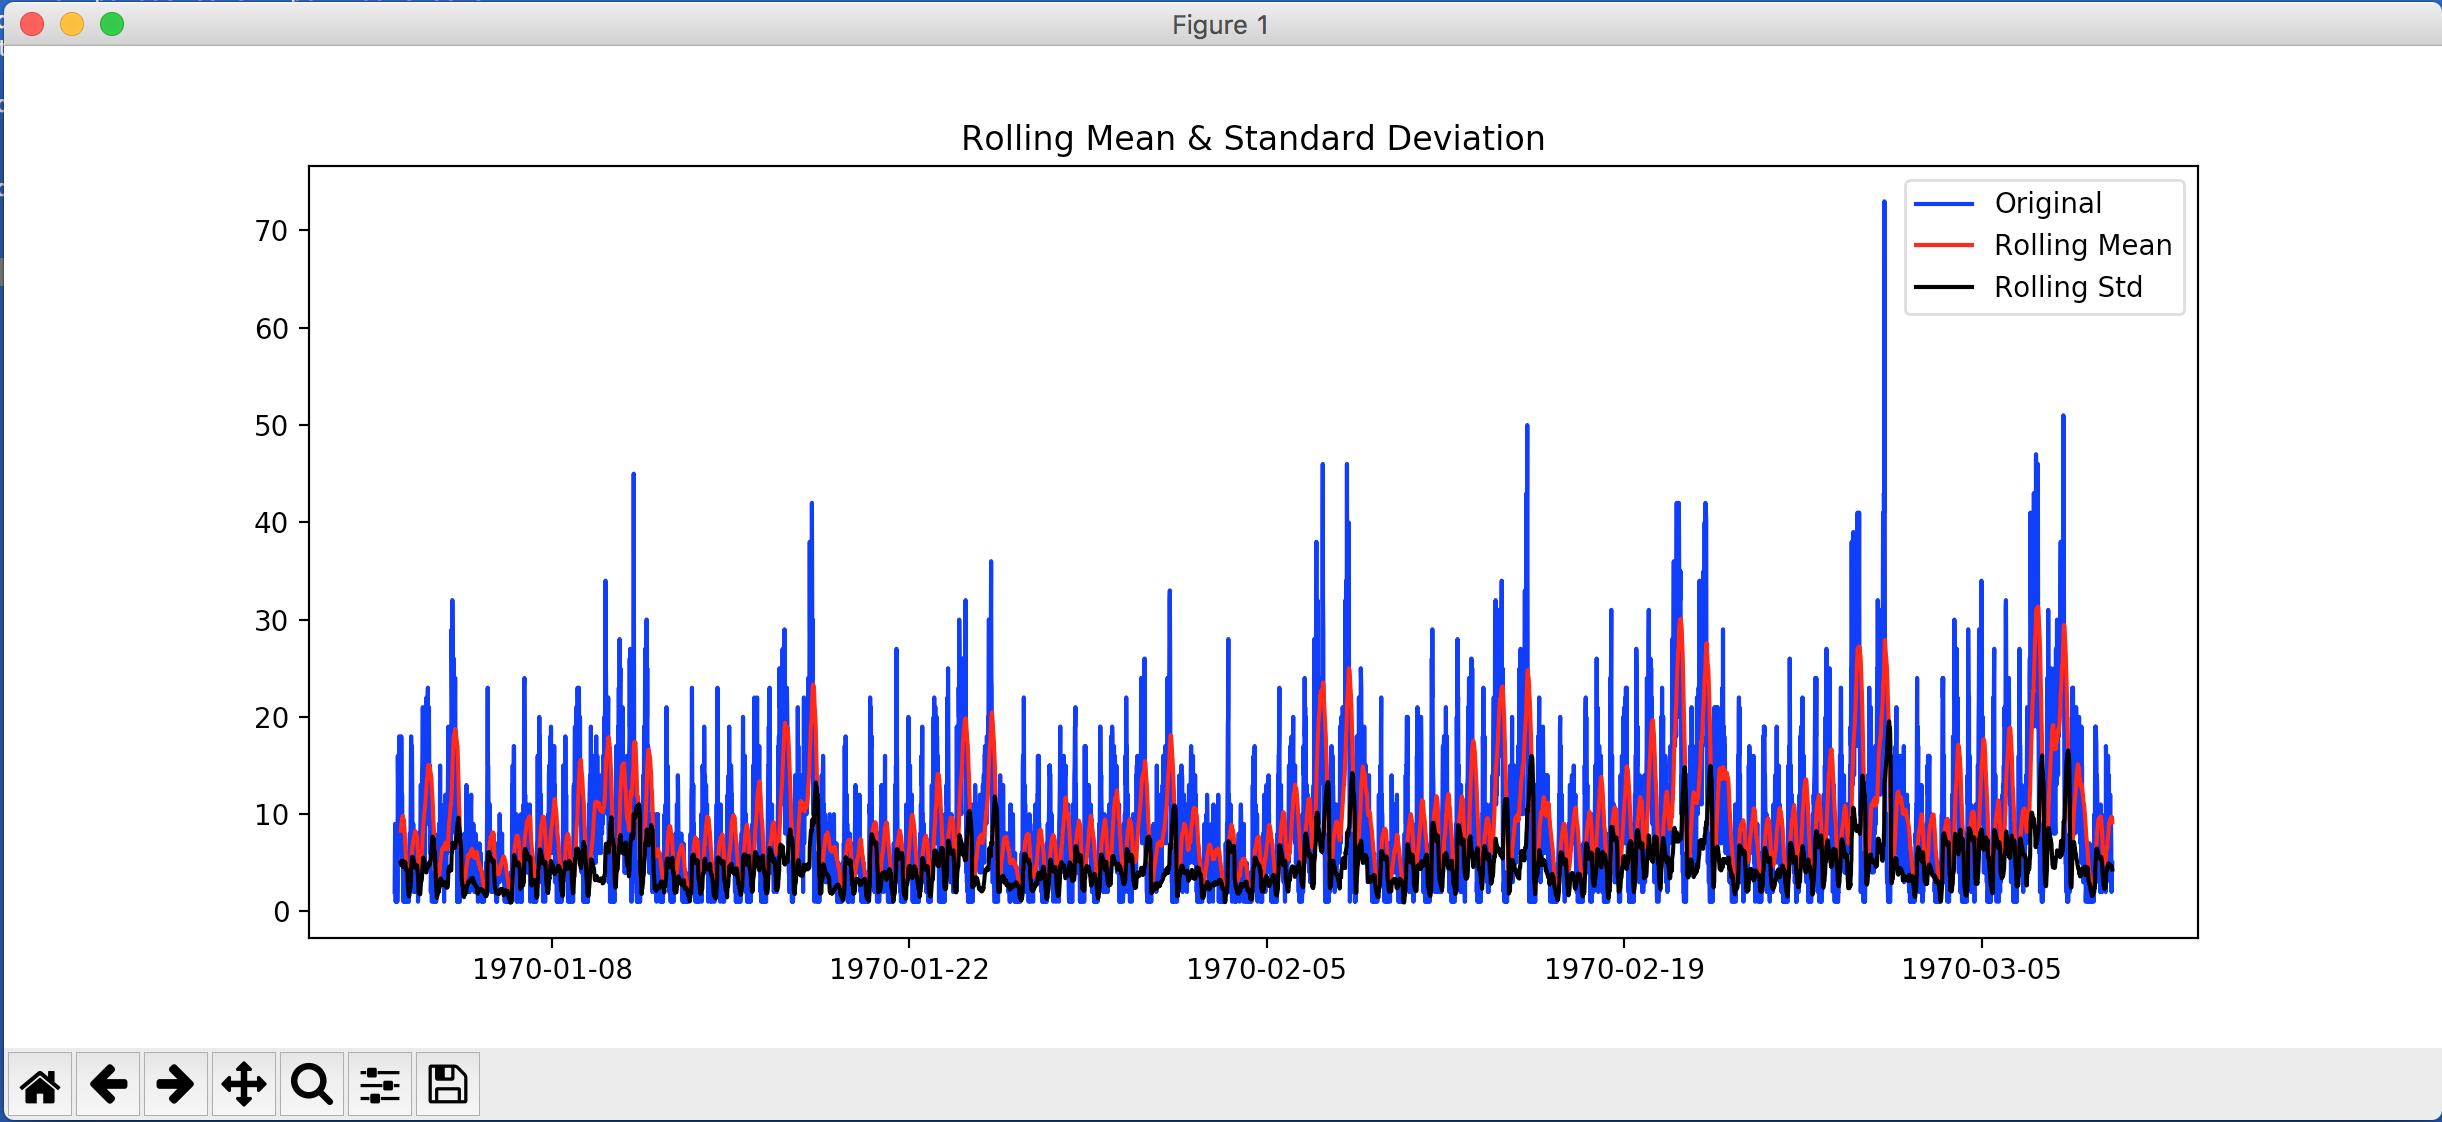 Figure 1
Rolling Mean & Standard Deviation
Original
Rolling Mean
Rolling Std
70
60
50
40
30
20
10
0
1970-01-08
1970-01-22
1970-02-05
1970-02-19
1970-03-05